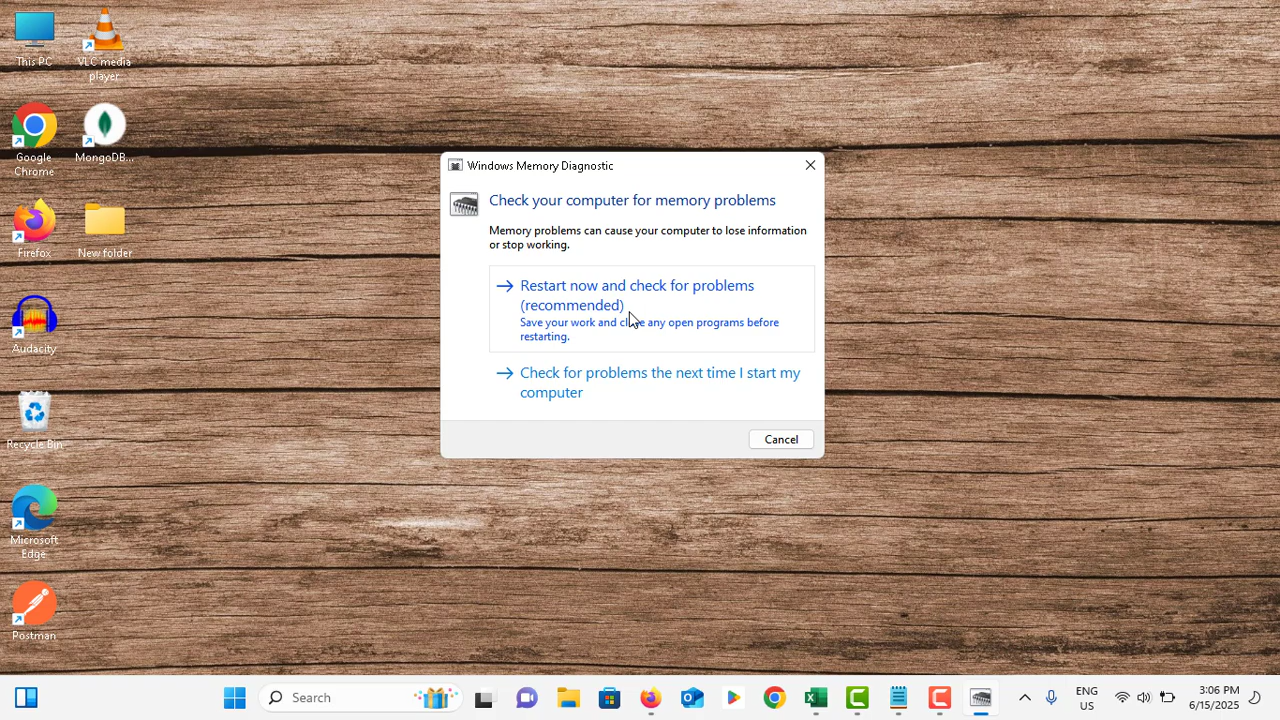 This PC
VLC media
player
Google
Chrome
MongoDB...
Firefox
New folder
Audacity
Recycle Bin
Microsoft
Edge
Postman
Windows Memory Diagnostic
Check your computer for memory problems
Memory problems can cause your computer to lose information
or stop working.
Restart now and check for problems
(recommended)
Save your work and close any open programs before
restarting.
Check for problems the next time I start my
computer
Cancel
Search
ENG
US
3:06 PM
6/15/2025